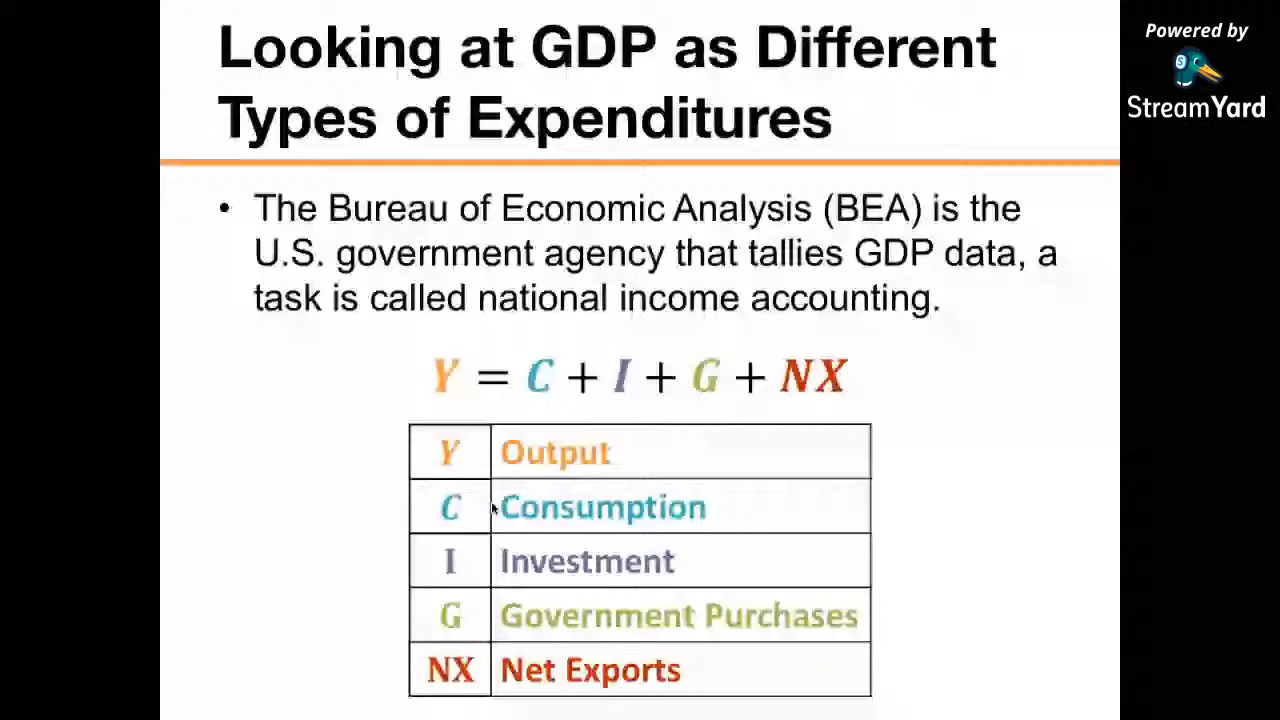 Looking at GDP as Different
Types of Expenditures
Powered by
StreamYard
• The Bureau of Economic Analysis (BEA) is the
U.S. government agency that tallies GDP data, a
task is called national income accounting.
Y = C + I + G + NX
Y Output
C Consumption
I Investment
G Government Purchases
NX Net Exports